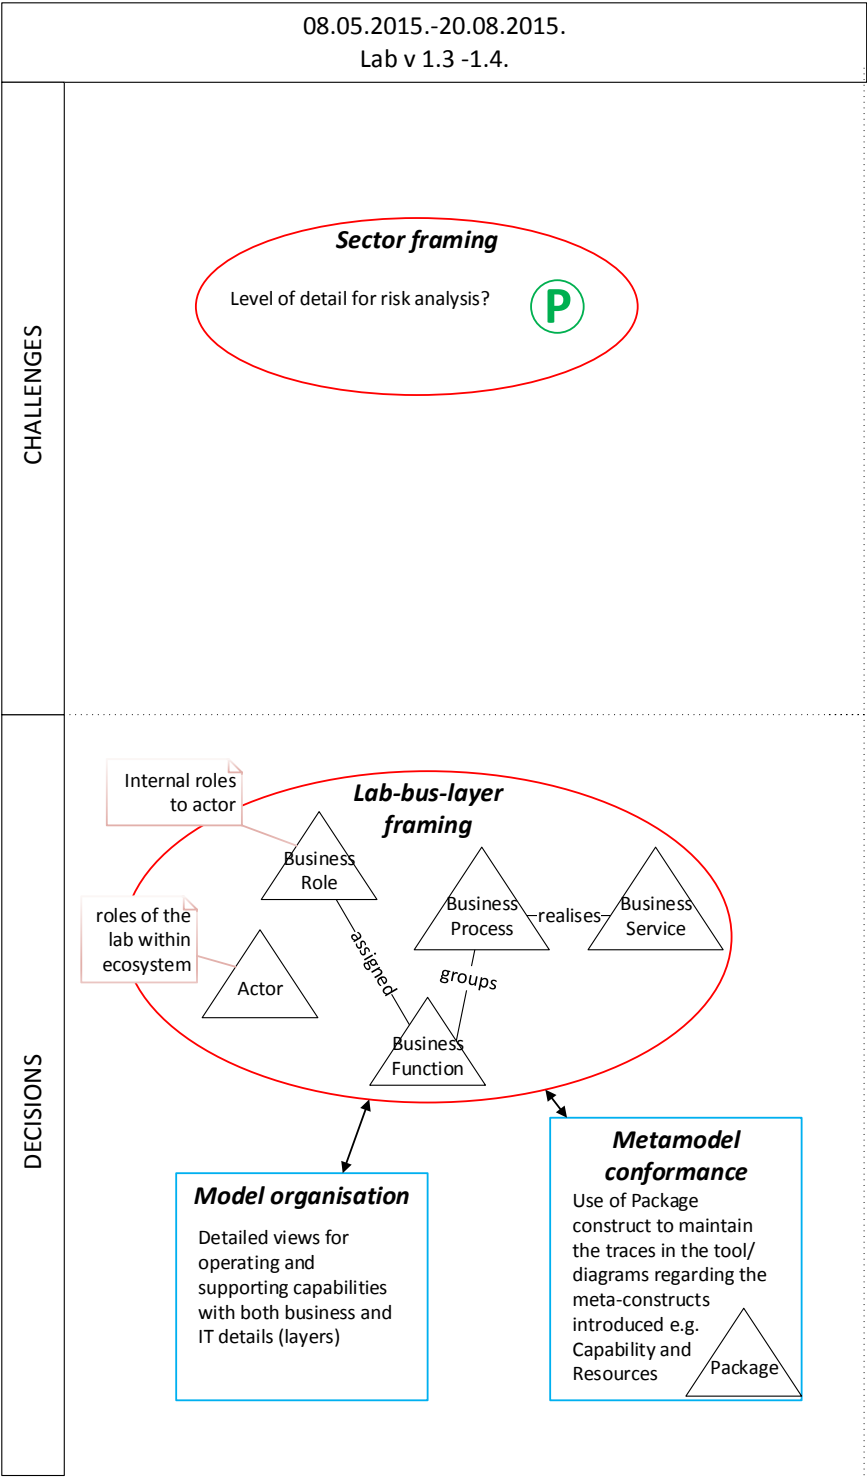 08.05.2015.-20.08.2015.
Lab v 1.3 -1.4.
CHALLENGES
Sector framing
Level of detail for risk analysis?
P
DECISIONS
Internal roles
to actor
Lab-bus-layer
framing
Business
Role
roles of the
lab within
ecosystem
Actor
assigned
Business
Process
realises
Business
Service
groups
Business
Function
Model organisation
Detailed views for
operating and
supporting capabilities
with both business and
IT details (layers)
Metamodel
conformance
Use of Package
construct to maintain
the traces in the tool/
diagrams regarding the
meta-constructs
introduced e.g.
Capability and
Resources
Package